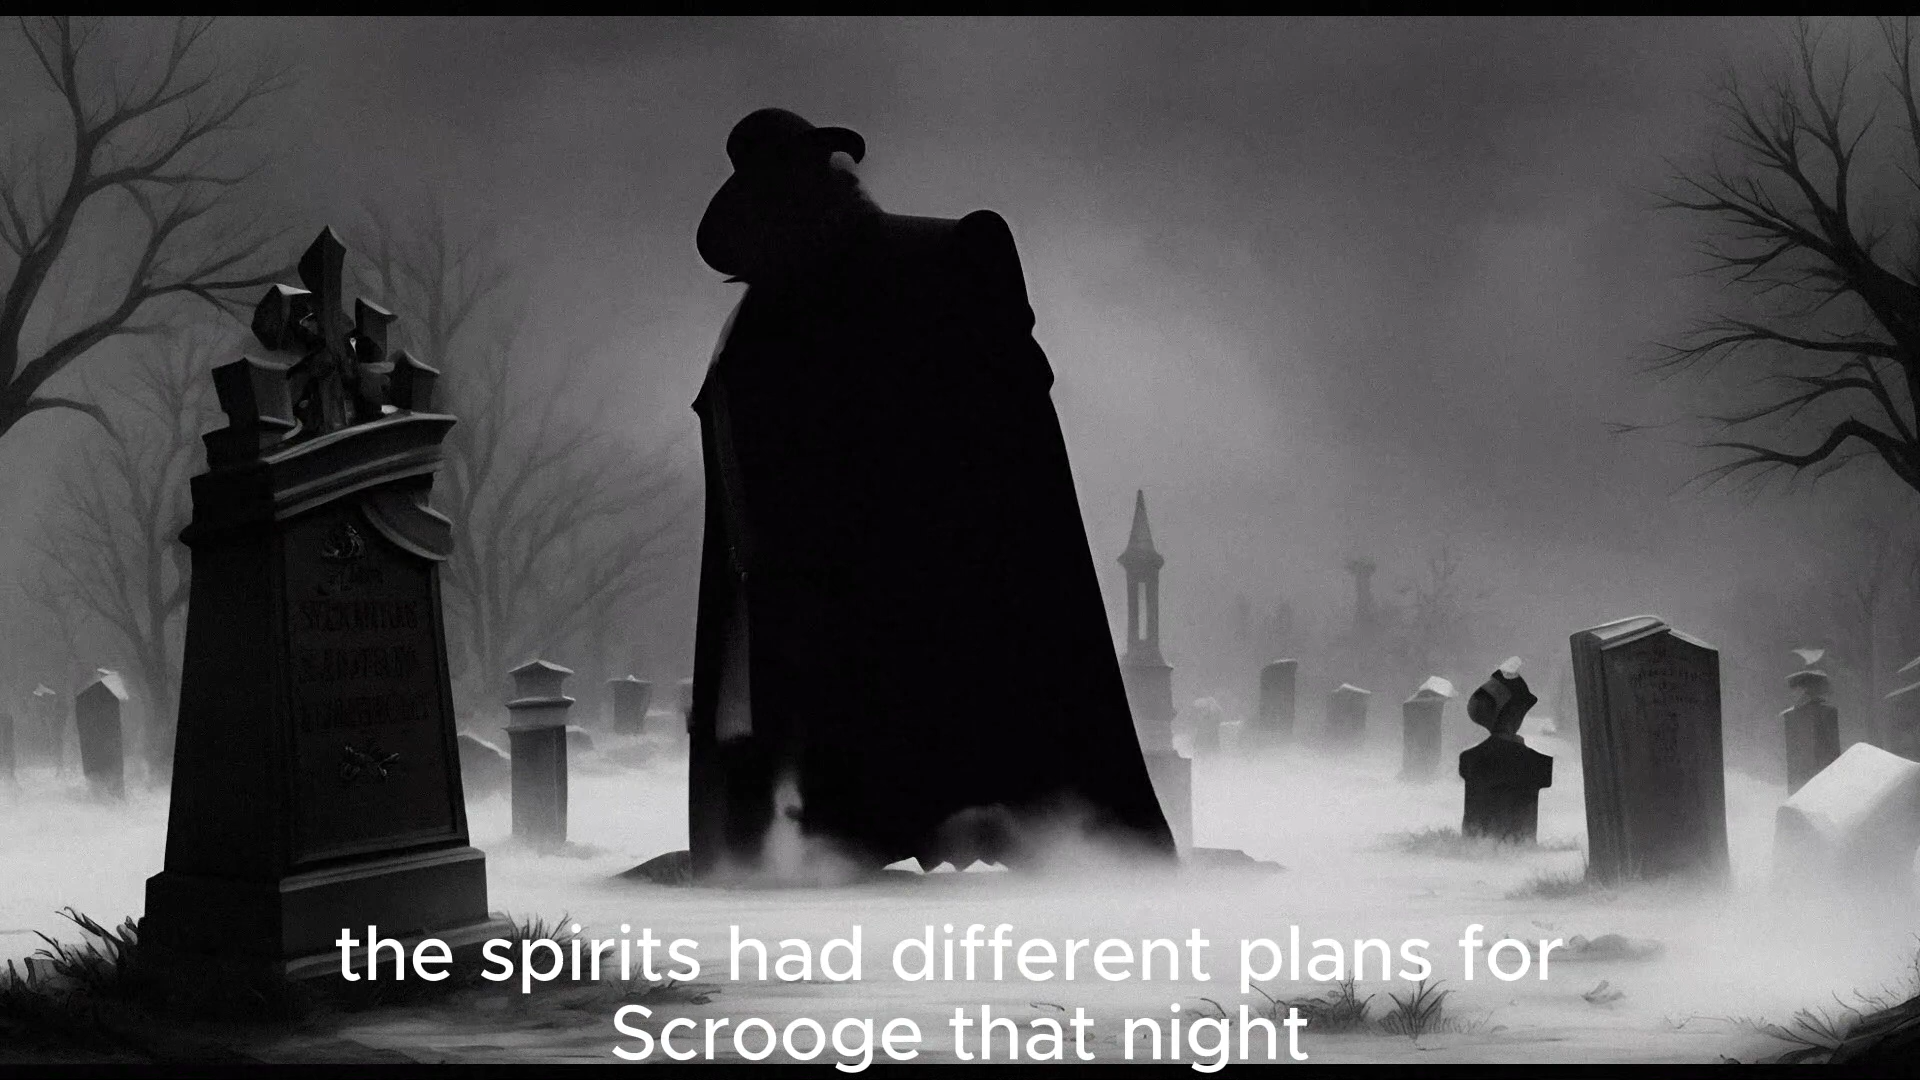 the spirits had different plans for
Scrooge that night